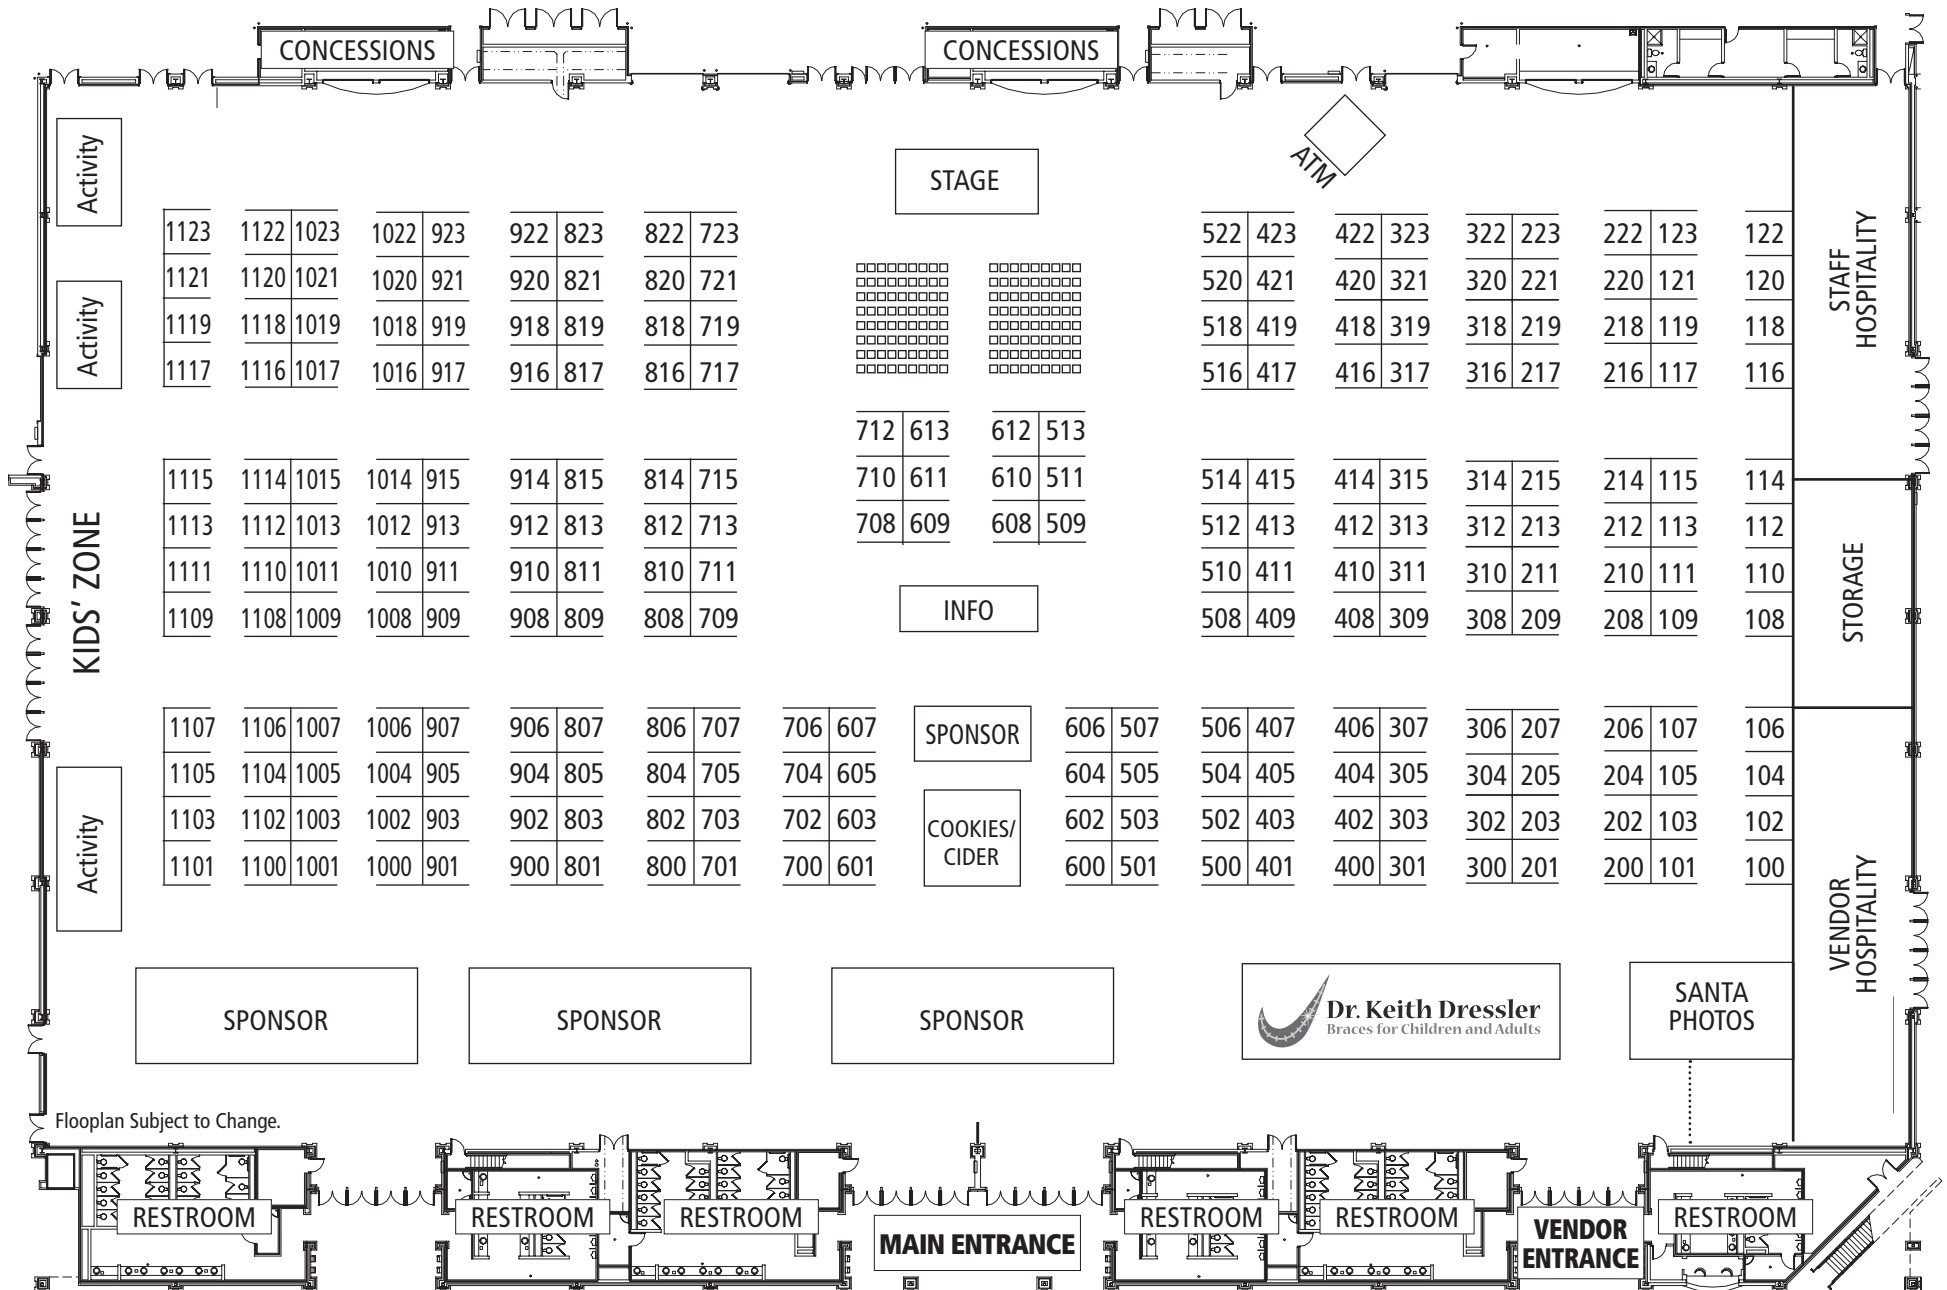 CONCESSIONS
CONCESSIONS
Activity
STAGE
ATM
STAFF
HOSPITALITY
1123 1122 1023 1022 923 922 823 822 723 522 423 422 323 322 223 222 123 122
1121 1120 1021 1020 921 920 821 820 721 520 421 420 321 320 221 220 121 120
Activity
1119 1118 1019 1018 919 918 819 818 719 518 419 418 319 318 219 218 119 118
1117 1116 1017 1016 917 916 817 816 717 516 417 416 317 316 217 216 117 116
712 613 612 513
710 611 610 511
708 609 608 509
1115 1114 1015 1014 915 914 815 814 715 514 415 414 315 314 215 214 115 114
1113 1112 1013 1012 913 912 813 812 713 512 413 412 313 312 213 212 113 112
1111 1110 1011 1010 911 910 811 810 711 510 411 410 311 310 211 210 111 110
1109 1108 1009 1008 909 908 809 808 709 508 409 408 309 308 209 208 109 108
KIDS' ZONE
INFO
STORAGE
1107 1106 1007 1006 907 906 807 806 707 706 607 606 507 506 407 406 307 306 207 206 107 106
SPONSOR
1105 1104 1005 1004 905 904 805 804 705 704 605 604 505 504 405 404 305 304 205 204 105 104
1103 1102 1003 1002 903 902 803 802 703 702 603 602 503 502 403 402 303 302 203 202 103 102
1101 1100 1001 1000 901 900 801 800 701 700 601 600 501 500 401 400 301 300 201 200 101 100
COOKIES/
CIDER
Activity
VENDOR
HOSPITALITY
SPONSOR
SPONSOR
SPONSOR
Dr. Keith Dressler
Braces for Children and Adults
SANTA
PHOTOS
Flooplan Subject to Change.
RESTROOM
RESTROOM
RESTROOM
MAIN ENTRANCE
RESTROOM
RESTROOM
VENDOR
ENTRANCE
RESTROOM